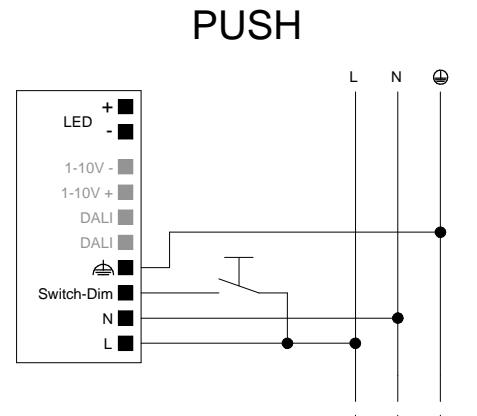 PUSH
L N
+
LED
-
1-10V -
1-10V +
DALI
DALI
Switch-Dim
N
L